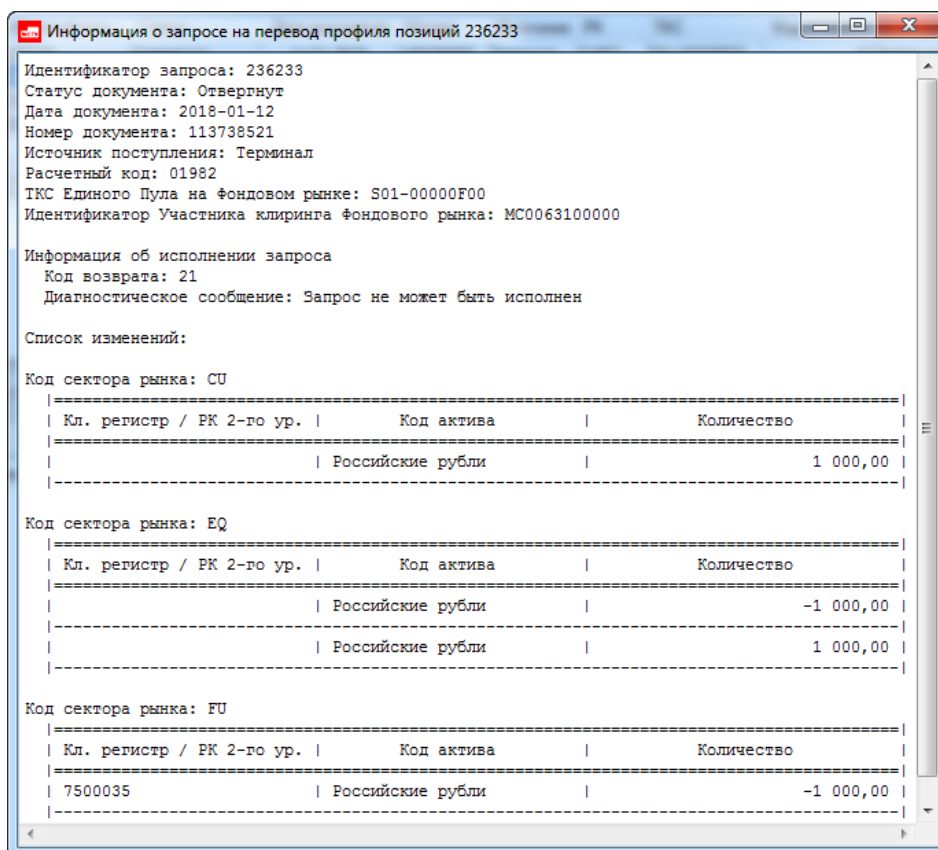 Информация о запросе на перевод профиля позиций 236233
Идентификатор запроса: 236233
Статус документа: Отвергнут
Дата документа: 2018-01-12
Номер документа: 113738521
Источник поступления: Терминал
Расчетный код: 01982
ТКС Единого Пула на Фондовом рынке: S01-00000F00
Идентификатор Участника клиринга Фондового рынка: MC0063100000
Информация об исполнении запроса
Код возврата: 21
Диагностическое сообщение: Запрос не может быть исполнен
Список изменений:
Код сектора рынка: CU
| Кл. регистр / РК 2-го ур. | Код актива | Количество |
| | Российские рубли | 1 000,00 |
Код сектора рынка: EQ
| Кл. регистр / РК 2-го ур. | Код актива | Количество |
| | Российские рубли | -1 000,00 |
| | Российские рубли | 1 000,00 |
Код сектора рынка: FU
| Кл. регистр / РК 2-го ур. | Код актива | Количество |
| 7500035 | Российские рубли | -1 000,00 |